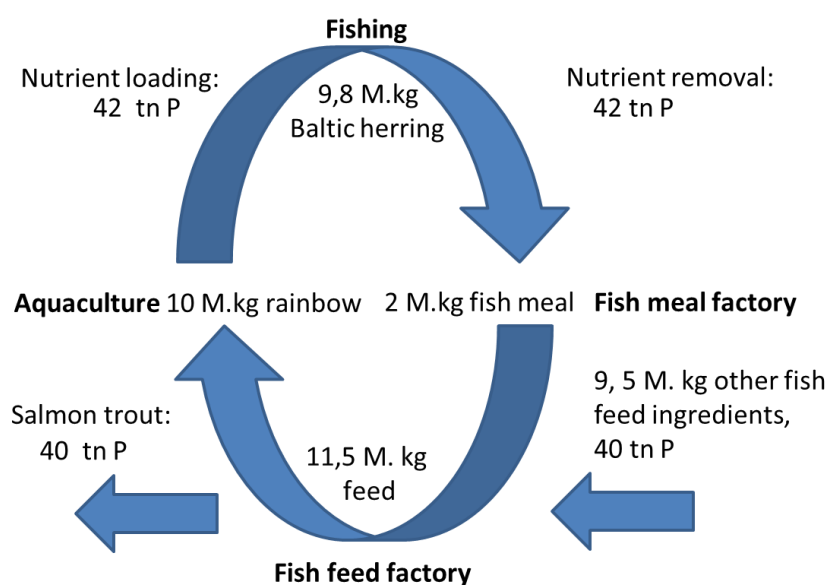 Fishing
Nutrient loading:
42 tn P
9,8 M.kg
Baltic herring
Nutrient removal:
42 tn P
Aquaculture 10 M.kg rainbow
2 M.kg fish meal
Fish meal factory
9, 5 M. kg other fish
feed ingredients,
40 tn P
Salmon trout:
40 tn P
11,5 M. kg
feed
Fish feed factory